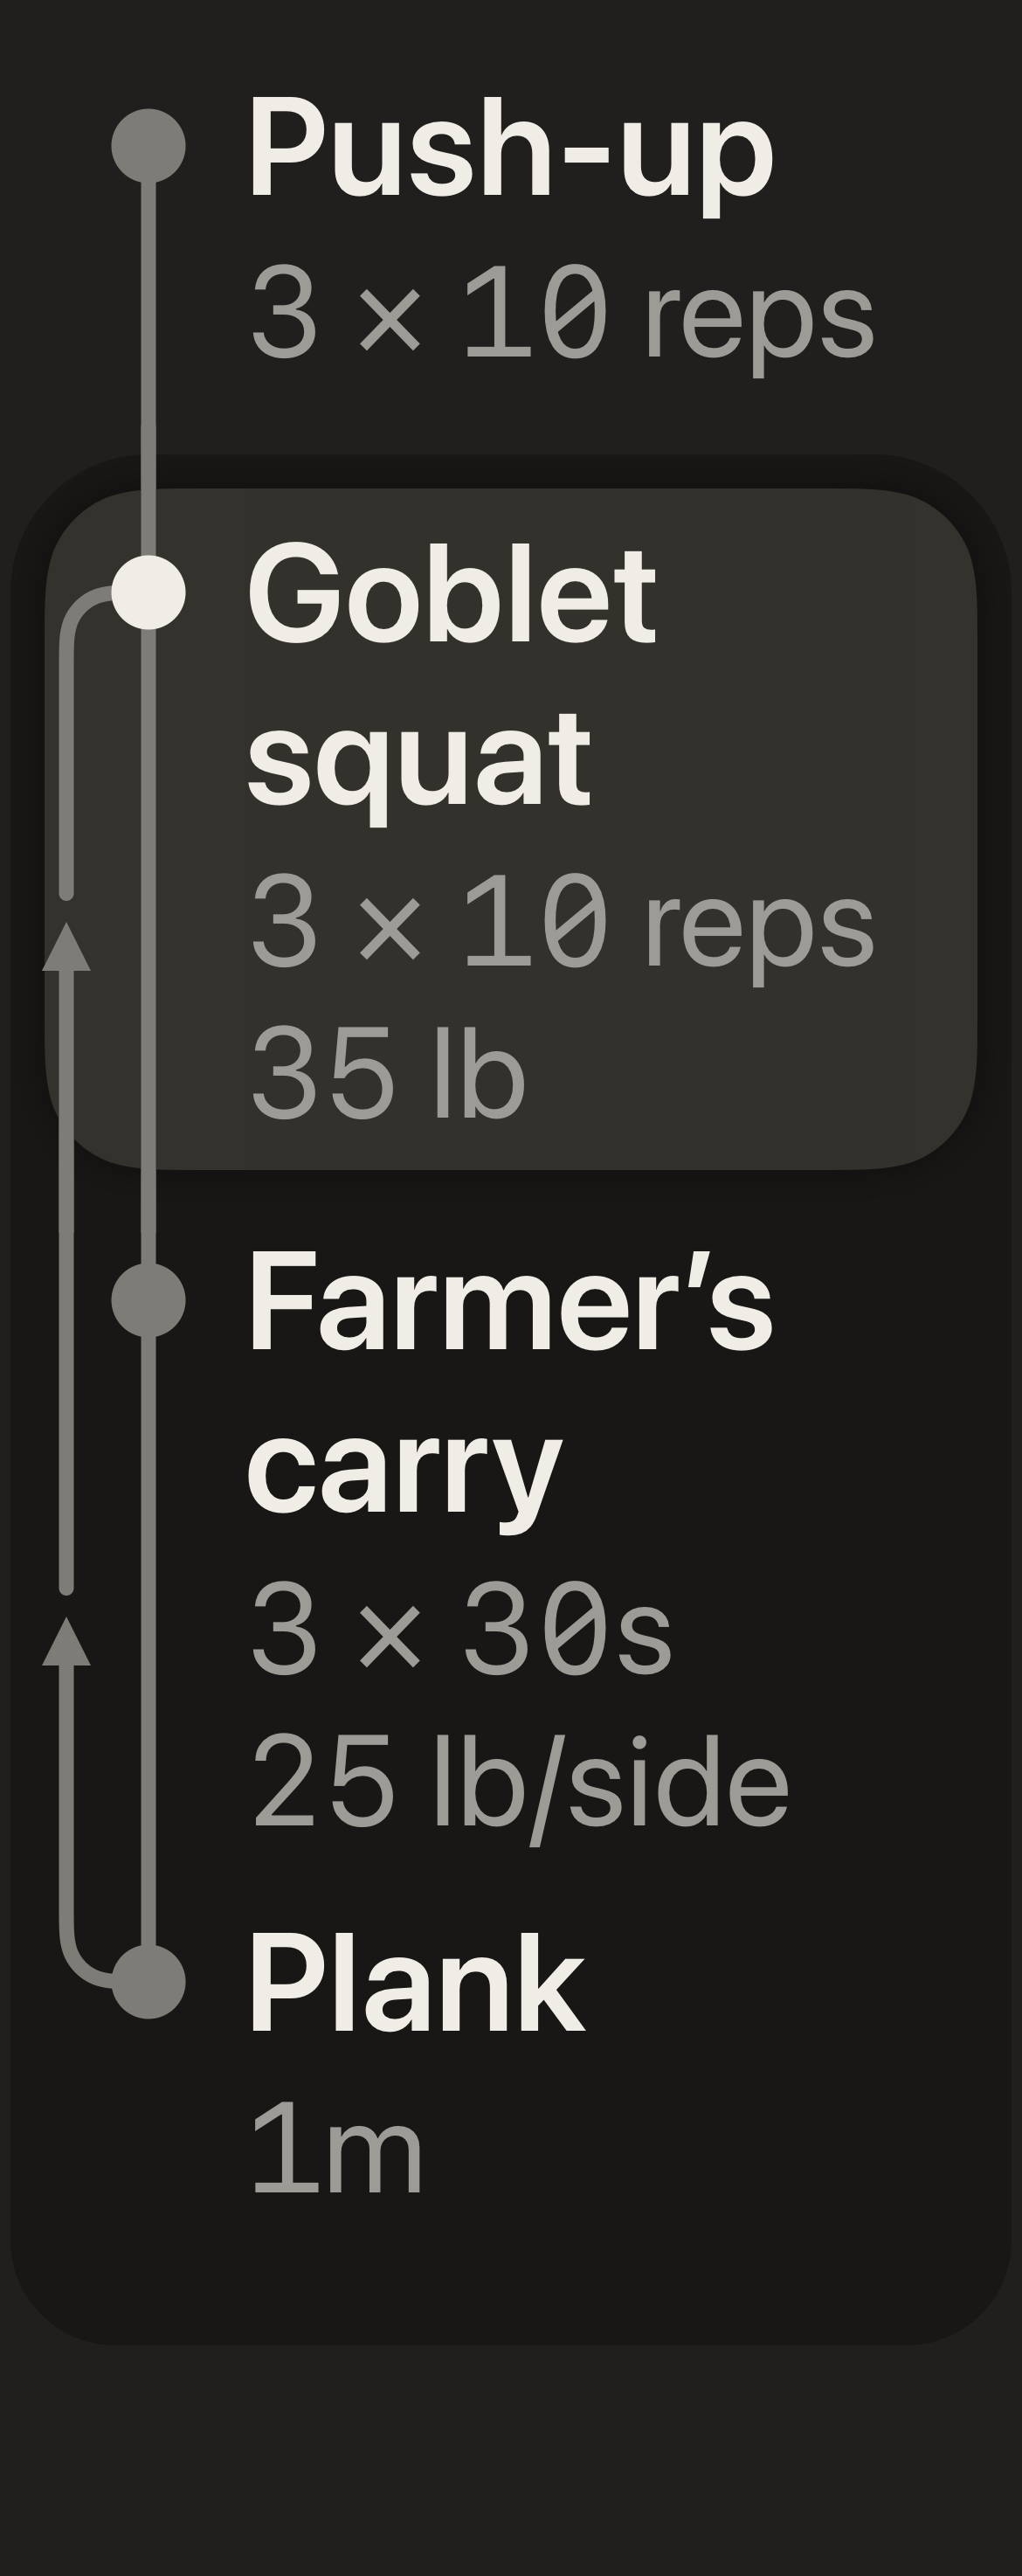 Push-up
3 × 10 reps
Goblet
squat
3 × 10 reps
35 lb
Farmer’s
carry
3 × 30s
25 lb/side
Plank
1m